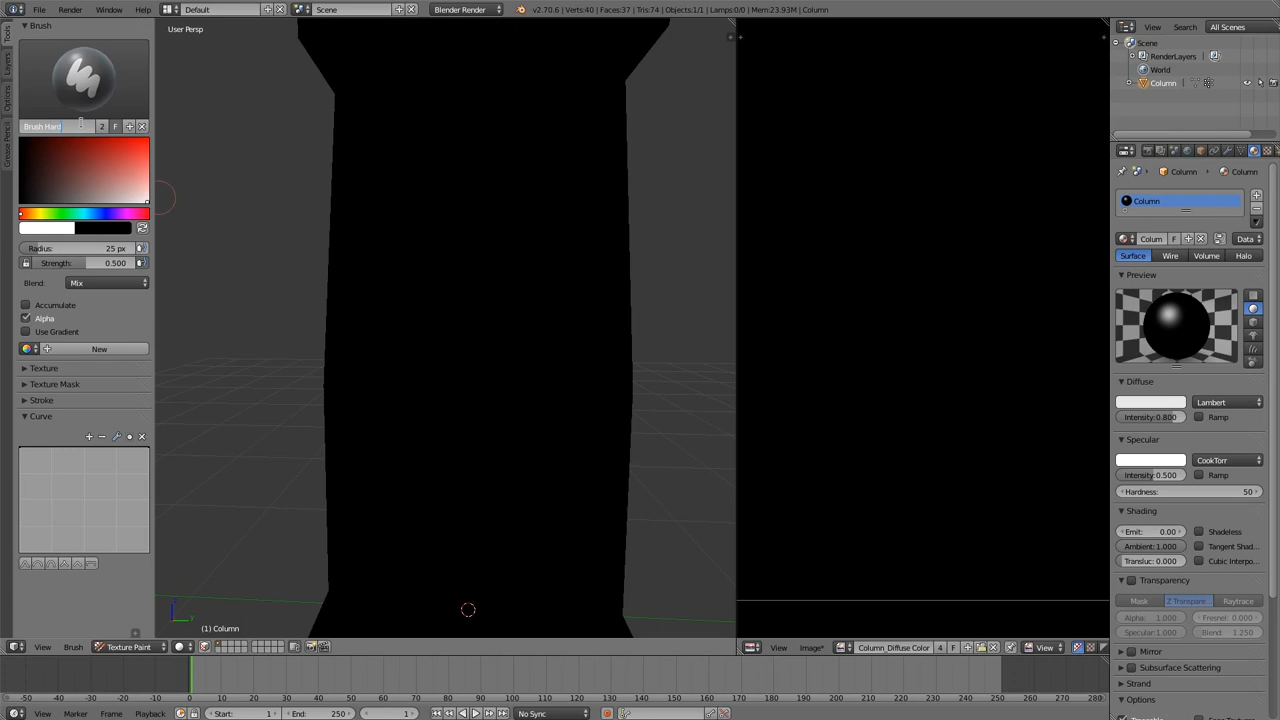 File Render Window Help Default Scene Blender Render v2.70.6 | Verts:40 | Faces:37 | Tris:74 | Objects:1/1 | Lamps:0/0 | Mem:23.93M | Column
Brush
User Persp
View Search All Scenes
Scene
RenderLayers
World
Column
Tools
Layers
Options
Grease Pencil
Brush Hard 2 F
Radius: 25 px
Strength: 0.500
Blend: Mix
Accumulate
Alpha
Use Gradient
New
Texture
Texture Mask
Stroke
Curve
(1) Column
View Brush Texture Paint
View Image* Column_Diffuse Color 4 F View
Column Column
Column
Colum F Data
Surface Wire Volume Halo
Preview
Diffuse
Lambert
Intensity:0.800 Ramp
Specular
CookTorr
Intensity:0.500 Ramp
Hardness: 50
Shading
Emit: 0.00 Shadeless
Ambient: 1.000 Tangent Shad...
Transluc: 0.000 Cubic Interpo...
Transparency
Mask Z Transpare... Raytrace
Alpha: 1.000 Fresnel: 0.000
Specular:1.000 Blend: 1.250
Mirror
Subsurface Scattering
Strand
Options
-50 -40 -30 -20 -10 0 10 20 30 40 50 60 70 80 90 100 110 120 130 140 150 160 170 180 190 200 210 220 230 240 250 260 270 280
View Marker Frame Playback Start: 1 End: 250 1 No Sync